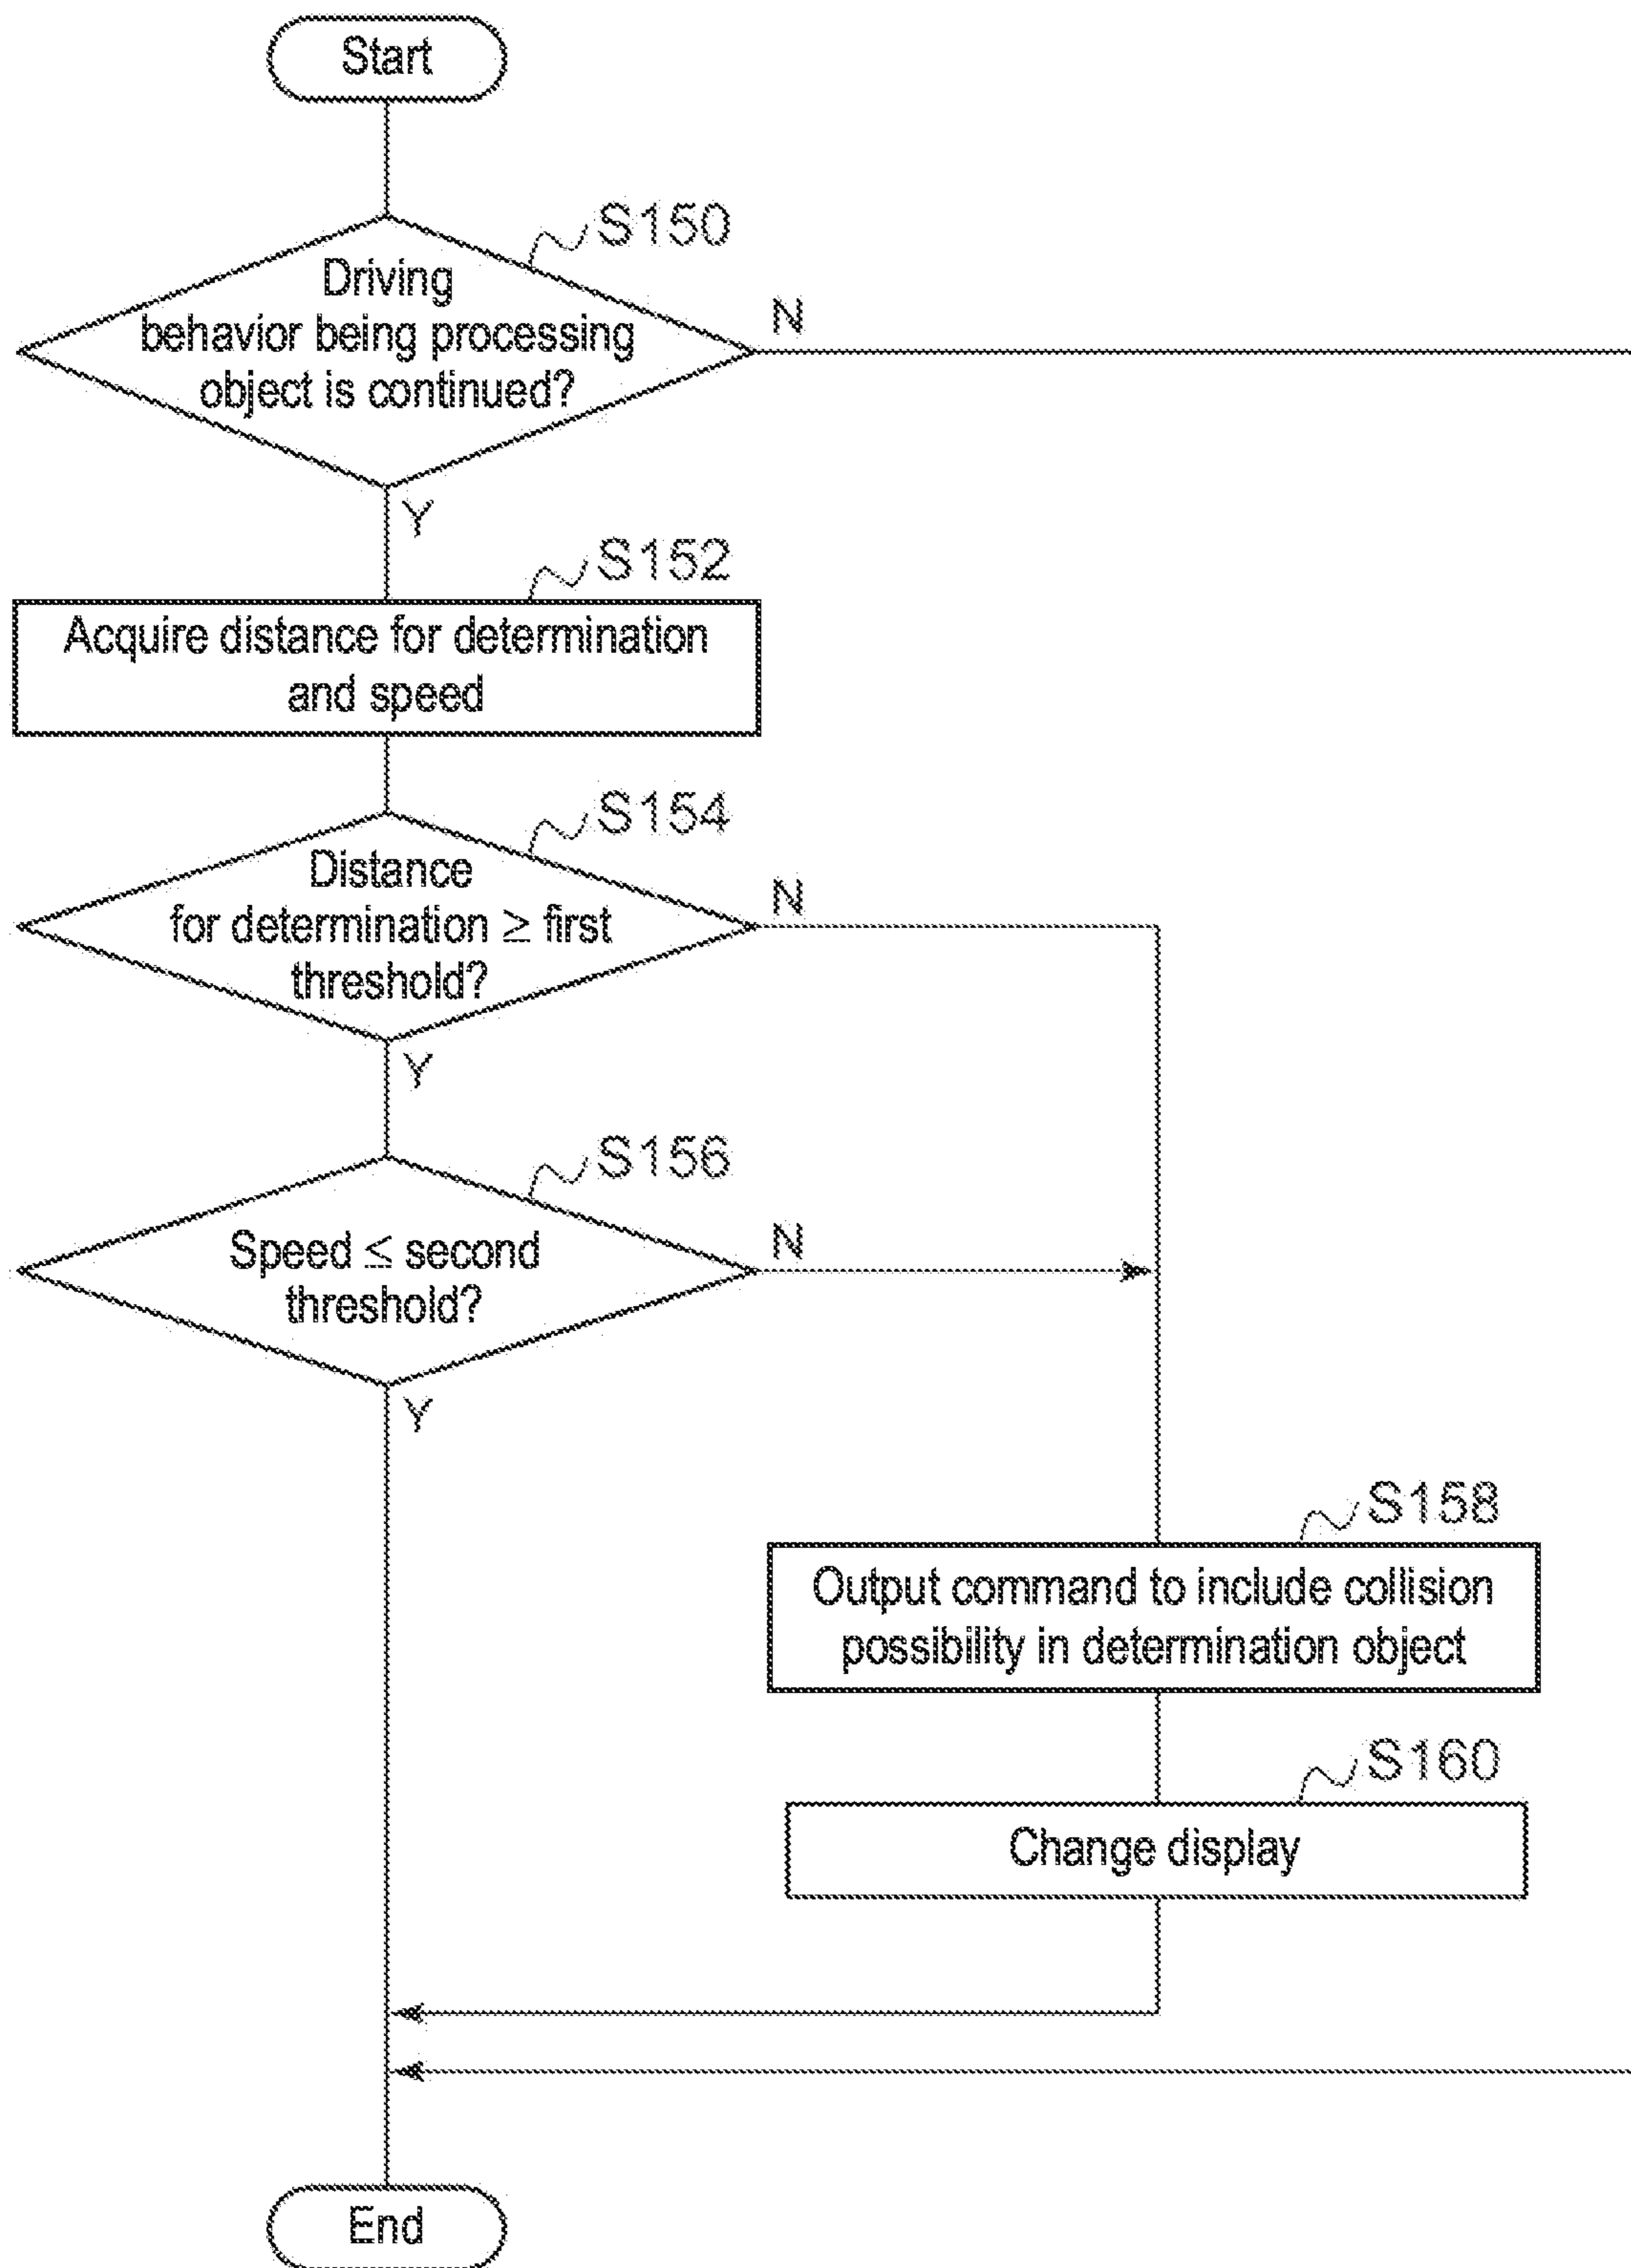 Start
S150
Driving
behavior being processing
object is continued?
N
Y
S152
Acquire distance for determination
and speed
S154
Distance
for determination ≥ first
threshold?
N
Y
S156
Speed ≤ second
threshold?
N
Y
S158
Output command to include collision
possibility in determination object
S160
Change display
End